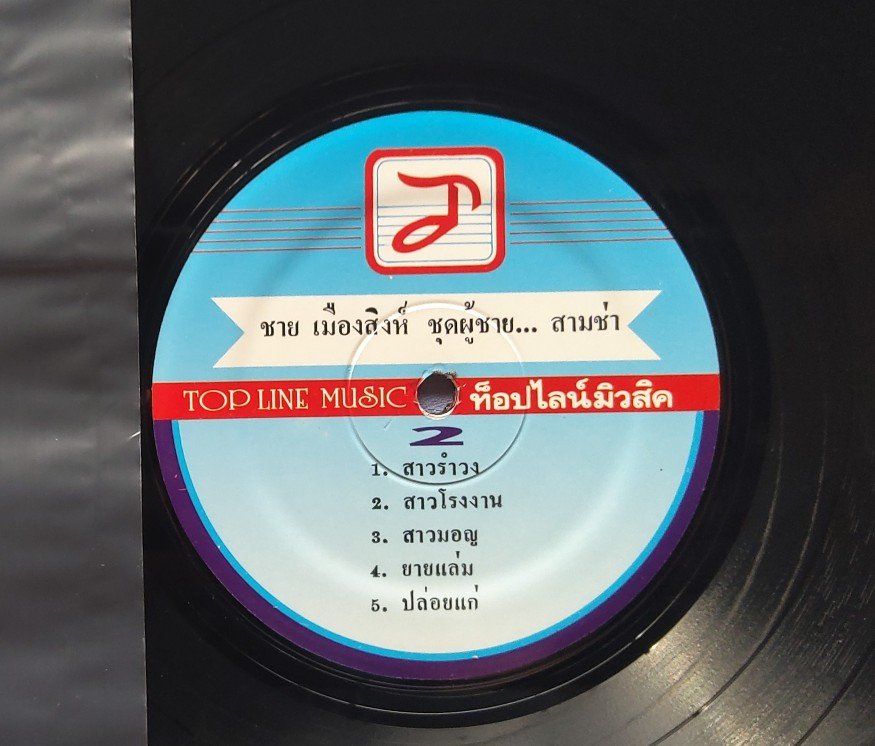 ชาย เมืองสิงห์ ชุดผู้ชาย... สามช่า
TOP LINE MUSIC ท็อปไลน์มิวสิค
2
1. สาวรำวง
2. สาวโรงงาน
3. สาวมอญ
4. ยายแล่ม
5. ปล่อยแก่